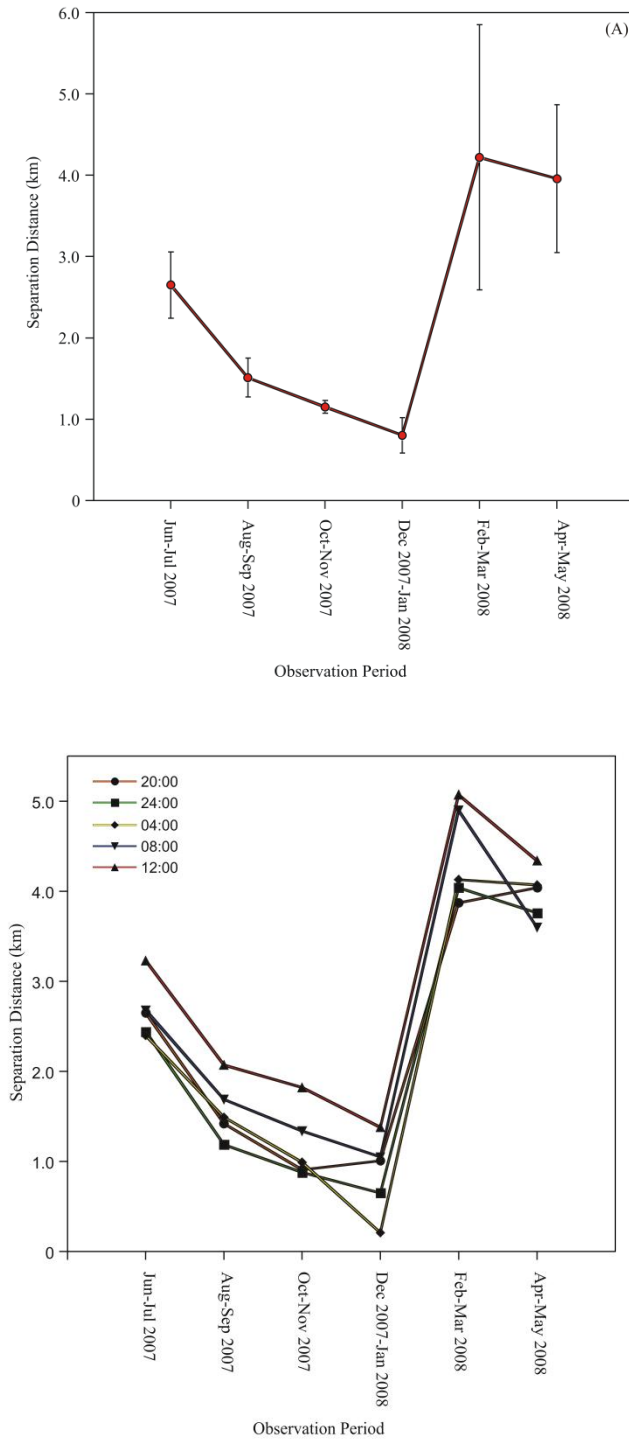 (A)
6.0
5.0
4.0
3.0
2.0
1.0
0
Separation Distance (km)
Jun-Jul 2007
Aug-Sep 2007
Oct-Nov 2007
Dec 2007-Jan 2008
Feb-Mar 2008
Apr-May 2008
Observation Period
20:00
24:00
04:00
08:00
12:00
5.0
4.0
3.0
2.0
1.0
0
Separation Distance (km)
Jun-Jul 2007
Aug-Sep 2007
Oct-Nov 2007
Dec 2007-Jan 2008
Feb-Mar 2008
Apr-May 2008
Observation Period